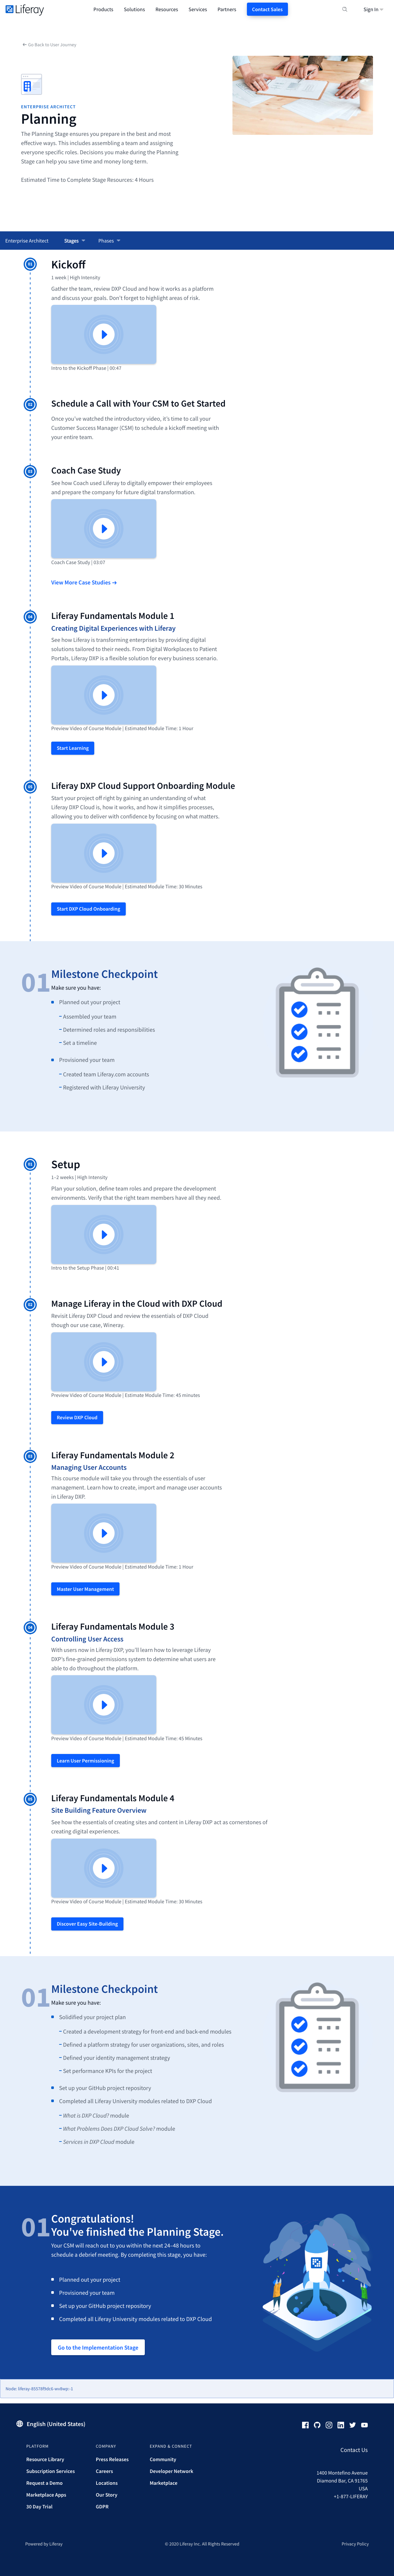 Liferay
Products Solutions Resources Services Partners Contact Sales Sign In
← Go Back to User Journey
ENTERPRISE ARCHITECT
Planning
The Planning Stage ensures you prepare in the best and most
effective ways. This includes assembling a team and assigning
everyone specific roles. Decisions you make during the Planning
Stage can help you save time and money long-term.
Estimated Time to Complete Stage Resources: 4 Hours
Enterprise Architect Stages Phases
01
Kickoff
1 week | High Intensity
Gather the team, review DXP Cloud and how it works as a platform
and discuss your goals. Don't forget to highlight areas of risk.
Intro to the Kickoff Phase | 00:47
02
Schedule a Call with Your CSM to Get Started
Once you've watched the introductory video, it's time to call your
Customer Success Manager (CSM) to schedule a kickoff meeting with
your entire team.
03
Coach Case Study
See how Coach used Liferay to digitally empower their employees
and prepare the company for future digital transformation.
Coach Case Study | 03:07
View More Case Studies →
04
Liferay Fundamentals Module 1
Creating Digital Experiences with Liferay
See how Liferay is transforming enterprises by providing digital
solutions tailored to their needs. From Digital Workplaces to Patient
Portals, Liferay DXP is a flexible solution for every business scenario.
Preview Video of Course Module | Estimated Module Time: 1 Hour
Start Learning
05
Liferay DXP Cloud Support Onboarding Module
Start your project off right by gaining an understanding of what
Liferay DXP Cloud is, how it works, and how it simplifies processes,
allowing you to deliver with confidence by focusing on what matters.
Preview Video of Course Module | Estimated Module Time: 30 Minutes
Start DXP Cloud Onboarding
01
Milestone Checkpoint
Make sure you have:
Planned out your project
– Assembled your team
– Determined roles and responsibilities
– Set a timeline
Provisioned your team
– Created team Liferay.com accounts
– Registered with Liferay University
01
Setup
1–2 weeks | High Intensity
Plan your solution, define team roles and prepare the development
environments. Verify that the right team members have all they need.
Intro to the Setup Phase | 00:41
02
Manage Liferay in the Cloud with DXP Cloud
Revisit Liferay DXP Cloud and review the essentials of DXP Cloud
though our use case, Wineray.
Preview Video of Course Module | Estimate Module Time: 45 minutes
Review DXP Cloud
03
Liferay Fundamentals Module 2
Managing User Accounts
This course module will take you through the essentials of user
management. Learn how to create, import and manage user accounts
in Liferay DXP.
Preview Video of Course Module | Estimated Module Time: 1 Hour
Master User Management
04
Liferay Fundamentals Module 3
Controlling User Access
With users now in Liferay DXP, you'll learn how to leverage Liferay
DXP's fine-grained permissions system to determine what users are
able to do throughout the platform.
Preview Video of Course Module | Estimated Module Time: 45 Minutes
Learn User Permissioning
05
Liferay Fundamentals Module 4
Site Building Feature Overview
See how the essentials of creating sites and content in Liferay DXP act as cornerstones of
creating digital experiences.
Preview Video of Course Module | Estimated Module Time: 30 Minutes
Discover Easy Site-Building
01
Milestone Checkpoint
Make sure you have:
Solidified your project plan
– Created a development strategy for front-end and back-end modules
– Defined a platform strategy for user organizations, sites, and roles
– Defined your identity management strategy
– Set performance KPIs for the project
Set up your GitHub project repository
Completed all Liferay University modules related to DXP Cloud
– What is DXP Cloud? module
– What Problems Does DXP Cloud Solve? module
– Services in DXP Cloud module
01
Congratulations!
You've finished the Planning Stage.
Your CSM will reach out to you within the next 24–48 hours to
schedule a debrief meeting. By completing this stage, you have:
Planned out your project
Provisioned your team
Set up your GitHub project repository
Completed all Liferay University modules related to DXP Cloud
Go to the Implementation Stage
English (United States)
PLATFORM COMPANY EXPAND & CONNECT Contact Us
Resource Library Press Releases Community
Subscription Services Careers Developer Network
Request a Demo Locations Marketplace
Marketplace Apps Our Story
30 Day Trial GDPR
1400 Montefino Avenue
Diamond Bar, CA 91765
USA
+1-877-LIFERAY
Powered by Liferay © 2020 Liferay Inc. All Rights Reserved Privacy Policy